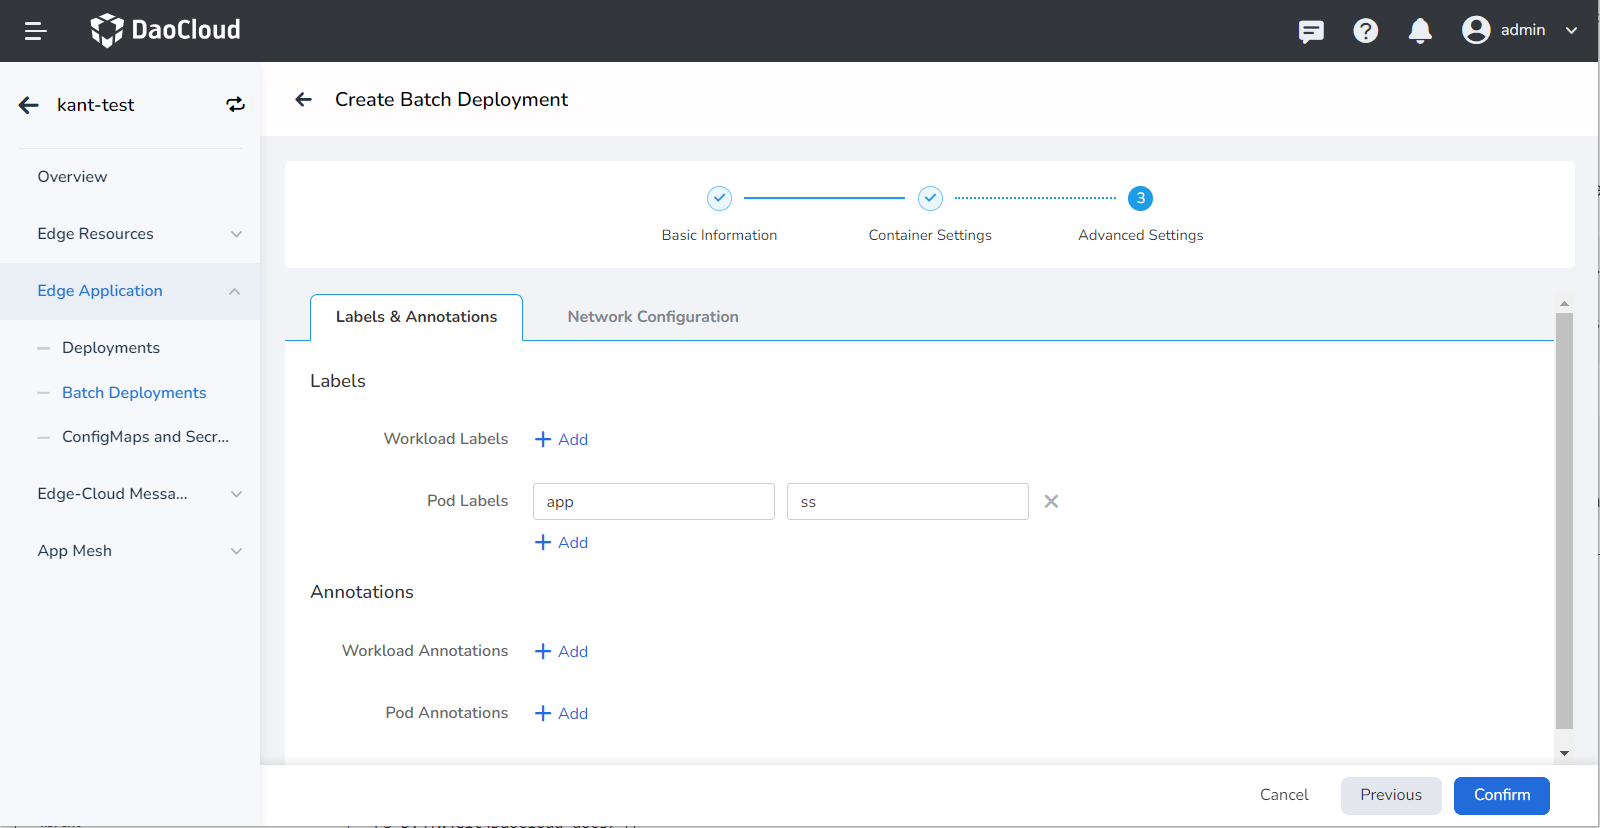 DaoCloud
admin
kant-test
Create Batch Deployment
Overview
Edge Resources
Edge Application
Deployments
Batch Deployments
ConfigMaps and Secr...
Edge-Cloud Messa...
App Mesh
3
Basic Information
Container Settings
Advanced Settings
Labels & Annotations
Network Configuration
Labels
Workload Labels
Add
Pod Labels
app
ss
Add
Annotations
Workload Annotations
Add
Pod Annotations
Add
Cancel
Previous
Confirm